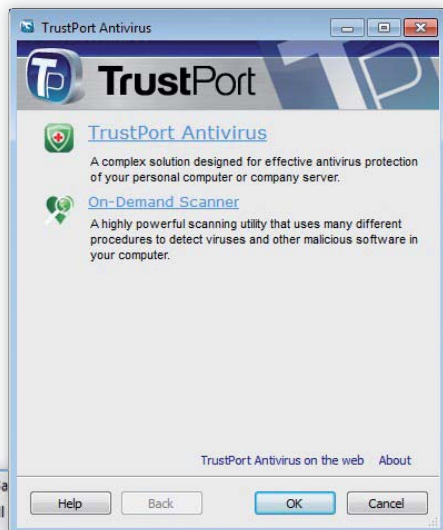 TrustPort Antivirus
TP TrustPort TP
TrustPort Antivirus
A complex solution designed for effective antivirus protection
of your personal computer or company server.
On-Demand Scanner
A highly powerful scanning utility that uses many different
procedures to detect viruses and other malicious software in
your computer.
TrustPort Antivirus on the web About
Help Back OK Cancel